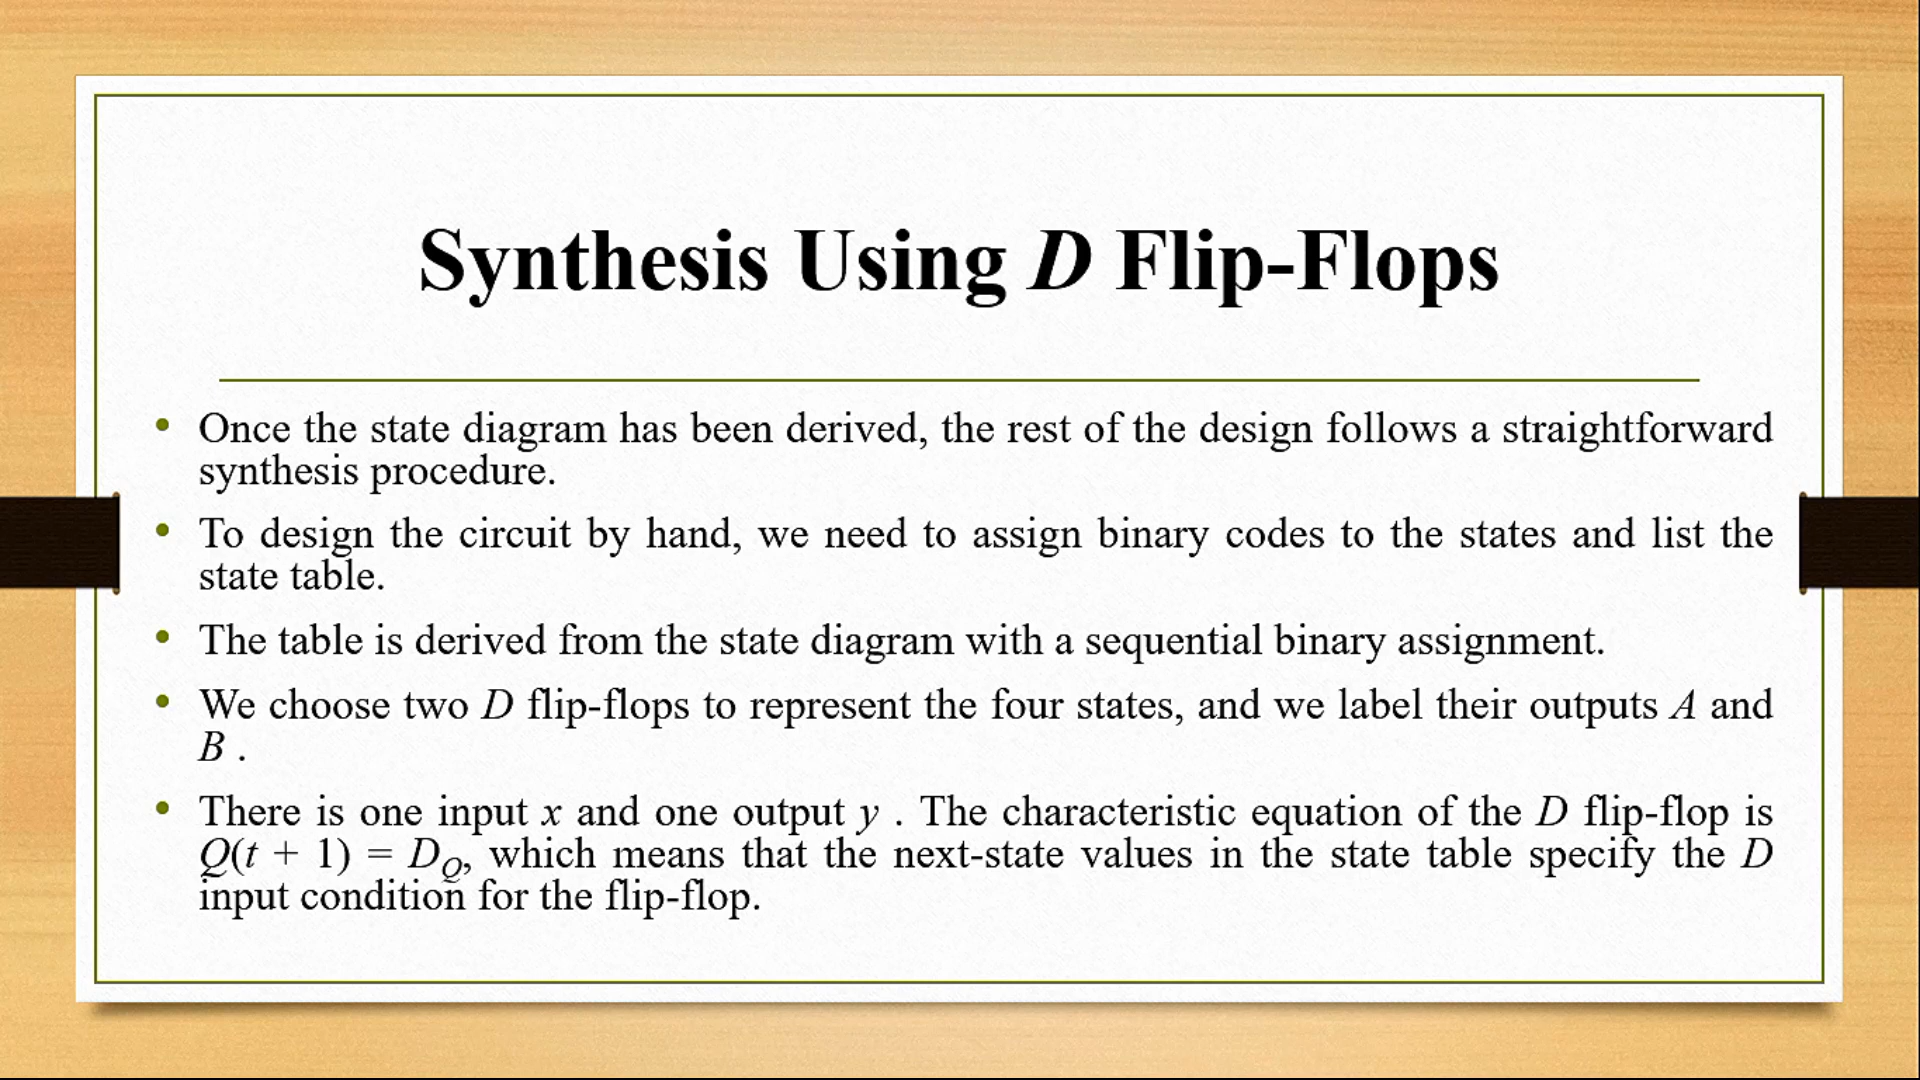 Synthesis Using D Flip-Flops
• Once the state diagram has been derived, the rest of the design follows a straightforward
synthesis procedure.
• To design the circuit by hand, we need to assign binary codes to the states and list the
state table.
• The table is derived from the state diagram with a sequential binary assignment.
• We choose two D flip-flops to represent the four states, and we label their outputs A and
B .
• There is one input x and one output y . The characteristic equation of the D flip-flop is
Q(t + 1) = D_Q, which means that the next-state values in the state table specify the D
input condition for the flip-flop.